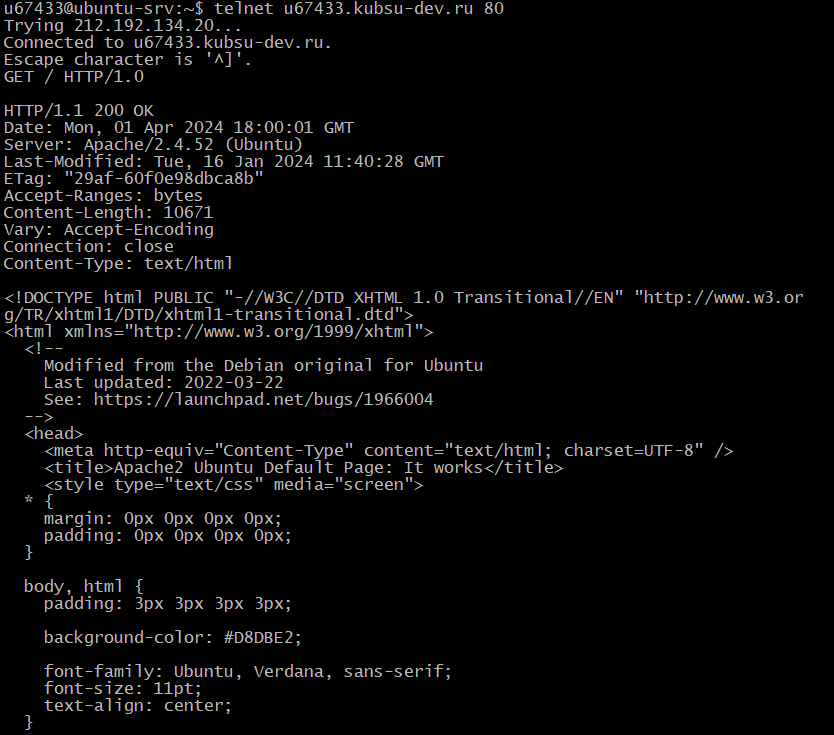 u67433@ubuntu-srv:~$ telnet u67433.kubsu-dev.ru 80
Trying 212.192.134.20...
Connected to u67433.kubsu-dev.ru.
Escape character is '^]'.
GET / HTTP/1.0

HTTP/1.1 200 OK
Date: Mon, 01 Apr 2024 18:00:01 GMT
Server: Apache/2.4.52 (Ubuntu)
Last-Modified: Tue, 16 Jan 2024 11:40:28 GMT
ETag: "29af-60f0e98dbca8b"
Accept-Ranges: bytes
Content-Length: 10671
Vary: Accept-Encoding
Connection: close
Content-Type: text/html

<!DOCTYPE html PUBLIC "-//W3C//DTD XHTML 1.0 Transitional//EN" "http://www.w3.or
g/TR/xhtml1/DTD/xhtml1-transitional.dtd">
<html xmlns="http://www.w3.org/1999/xhtml">
  <!--
    Modified from the Debian original for Ubuntu
    Last updated: 2022-03-22
    See: https://launchpad.net/bugs/1966004
  -->
  <head>
    <meta http-equiv="Content-Type" content="text/html; charset=UTF-8" />
    <title>Apache2 Ubuntu Default Page: It works</title>
    <style type="text/css" media="screen">
  * {
    margin: 0px 0px 0px 0px;
    padding: 0px 0px 0px 0px;
  }

  body, html {
    padding: 3px 3px 3px 3px;

    background-color: #D8DBE2;

    font-family: Ubuntu, Verdana, sans-serif;
    font-size: 11pt;
    text-align: center;
  }